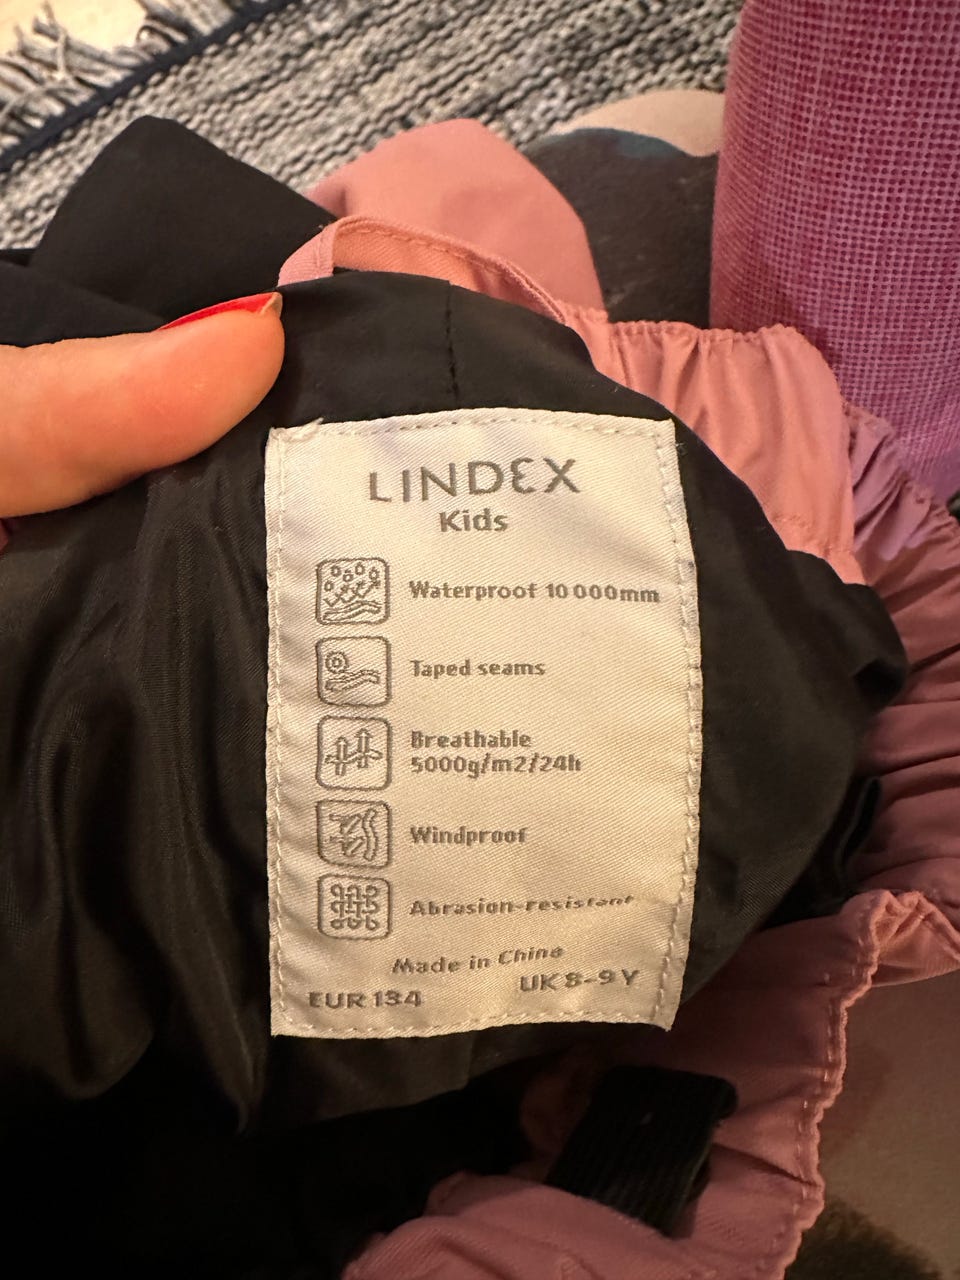 LINDEX
Kids
Waterproof 10 000mm
Taped seams
Breathable
5000g/m2/24h
Windproof
Abrasion-resistant
Made in China
EUR 134 UK 8-9 Y